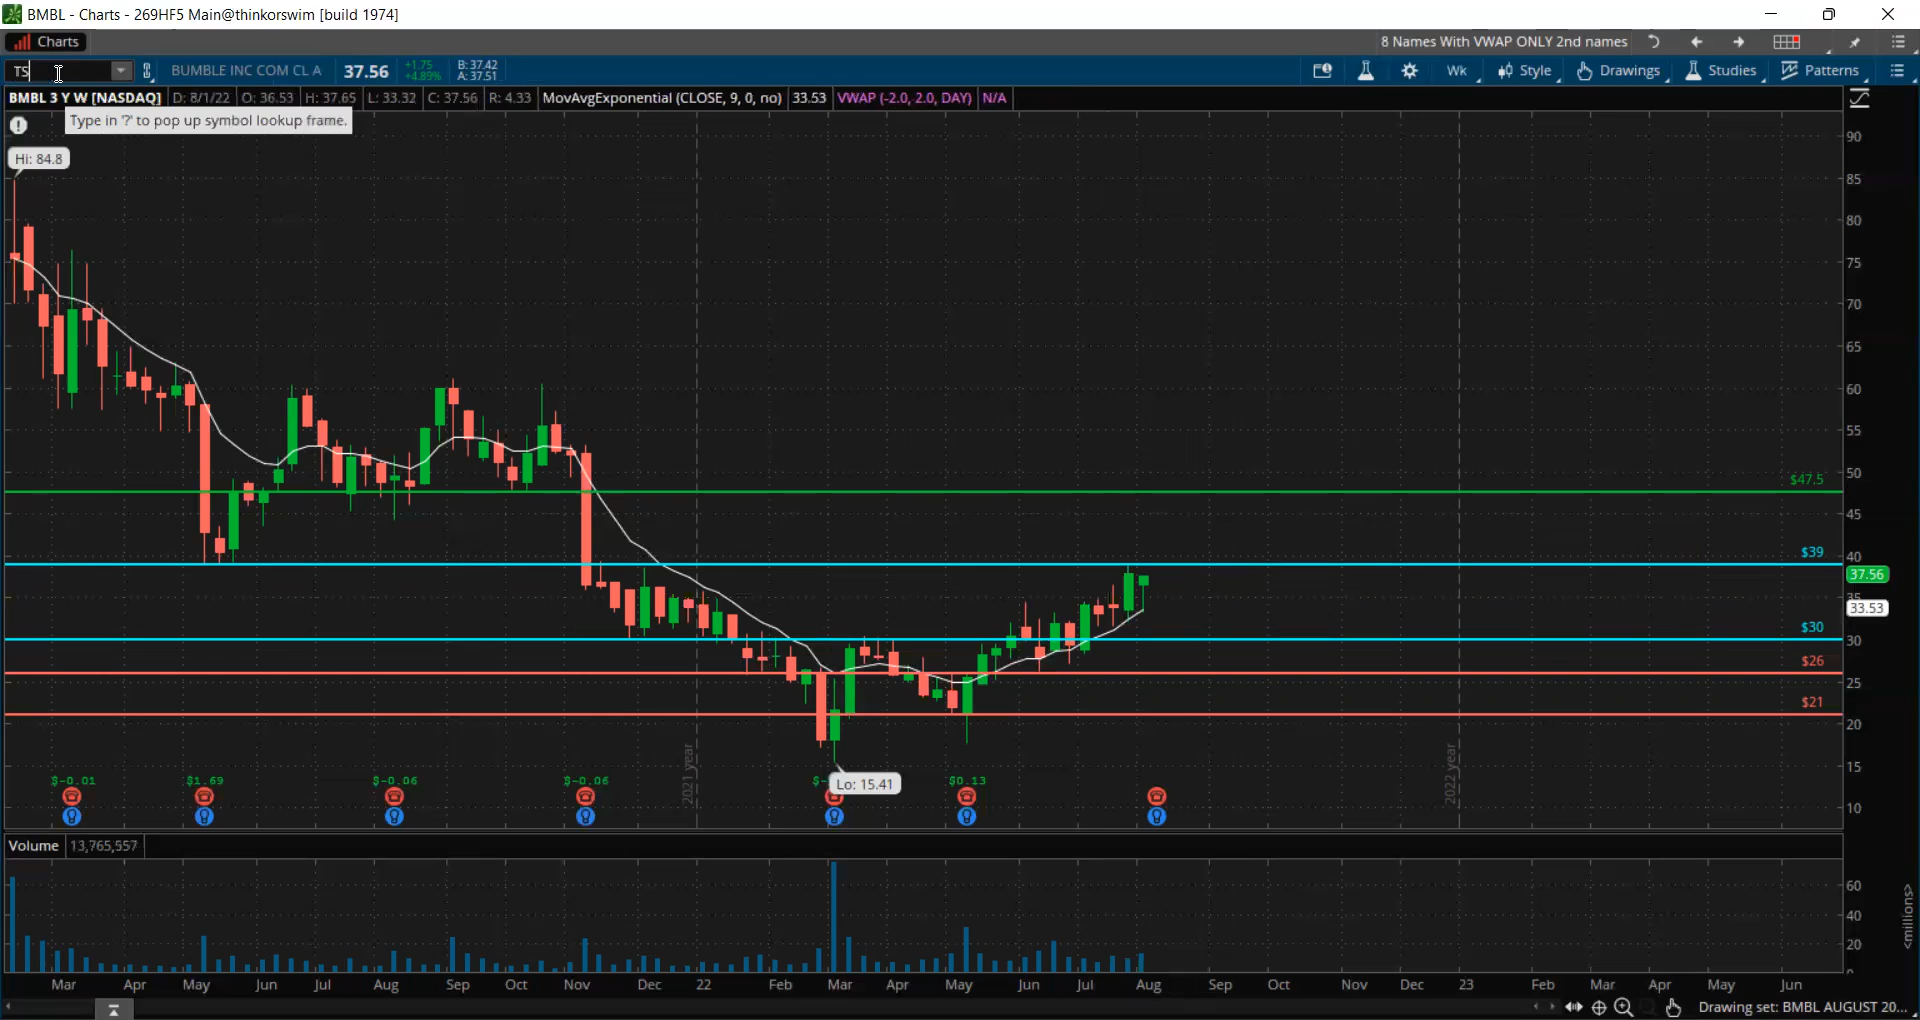 BMBL - Charts - 269HF5 Main@thinkorswim [build 1974]
Charts
8 Names With VWAP ONLY 2nd names
TS
BUMBLE INC COM CL A
37.56
+1.75
+4.89%
B: 37.42
A: 37.51
Wk
Style
Drawings
Studies
Patterns
BMBL 3 Y W [NASDAQ] D: 8/1/22 O: 36.53 H: 37.65 L: 33.32 C: 37.56 R: 4.33 MovAvgExponential (CLOSE, 9, 0, no) 33.53 VWAP (-2.0, 2.0, DAY) N/A
Type in '?' to pop up symbol lookup frame.
Hi: 84.8
90
85
80
75
70
65
60
55
50
$47.5
45
$39
40
37.56
35
33.53
$30
30
$26
25
$21
20
15
10
2021 year
2022 year
Lo: 15.41
$-0.01
$1.69
$-0.06
$-0.06
$-
$0.13
Volume 13,765,557
60
40
20
0
<millions>
Mar Apr May Jun Jul Aug Sep Oct Nov Dec 22 Feb Mar Apr May Jun Jul Aug Sep Oct Nov Dec 23 Feb Mar Apr May Jun
Drawing set: BMBL AUGUST 20...